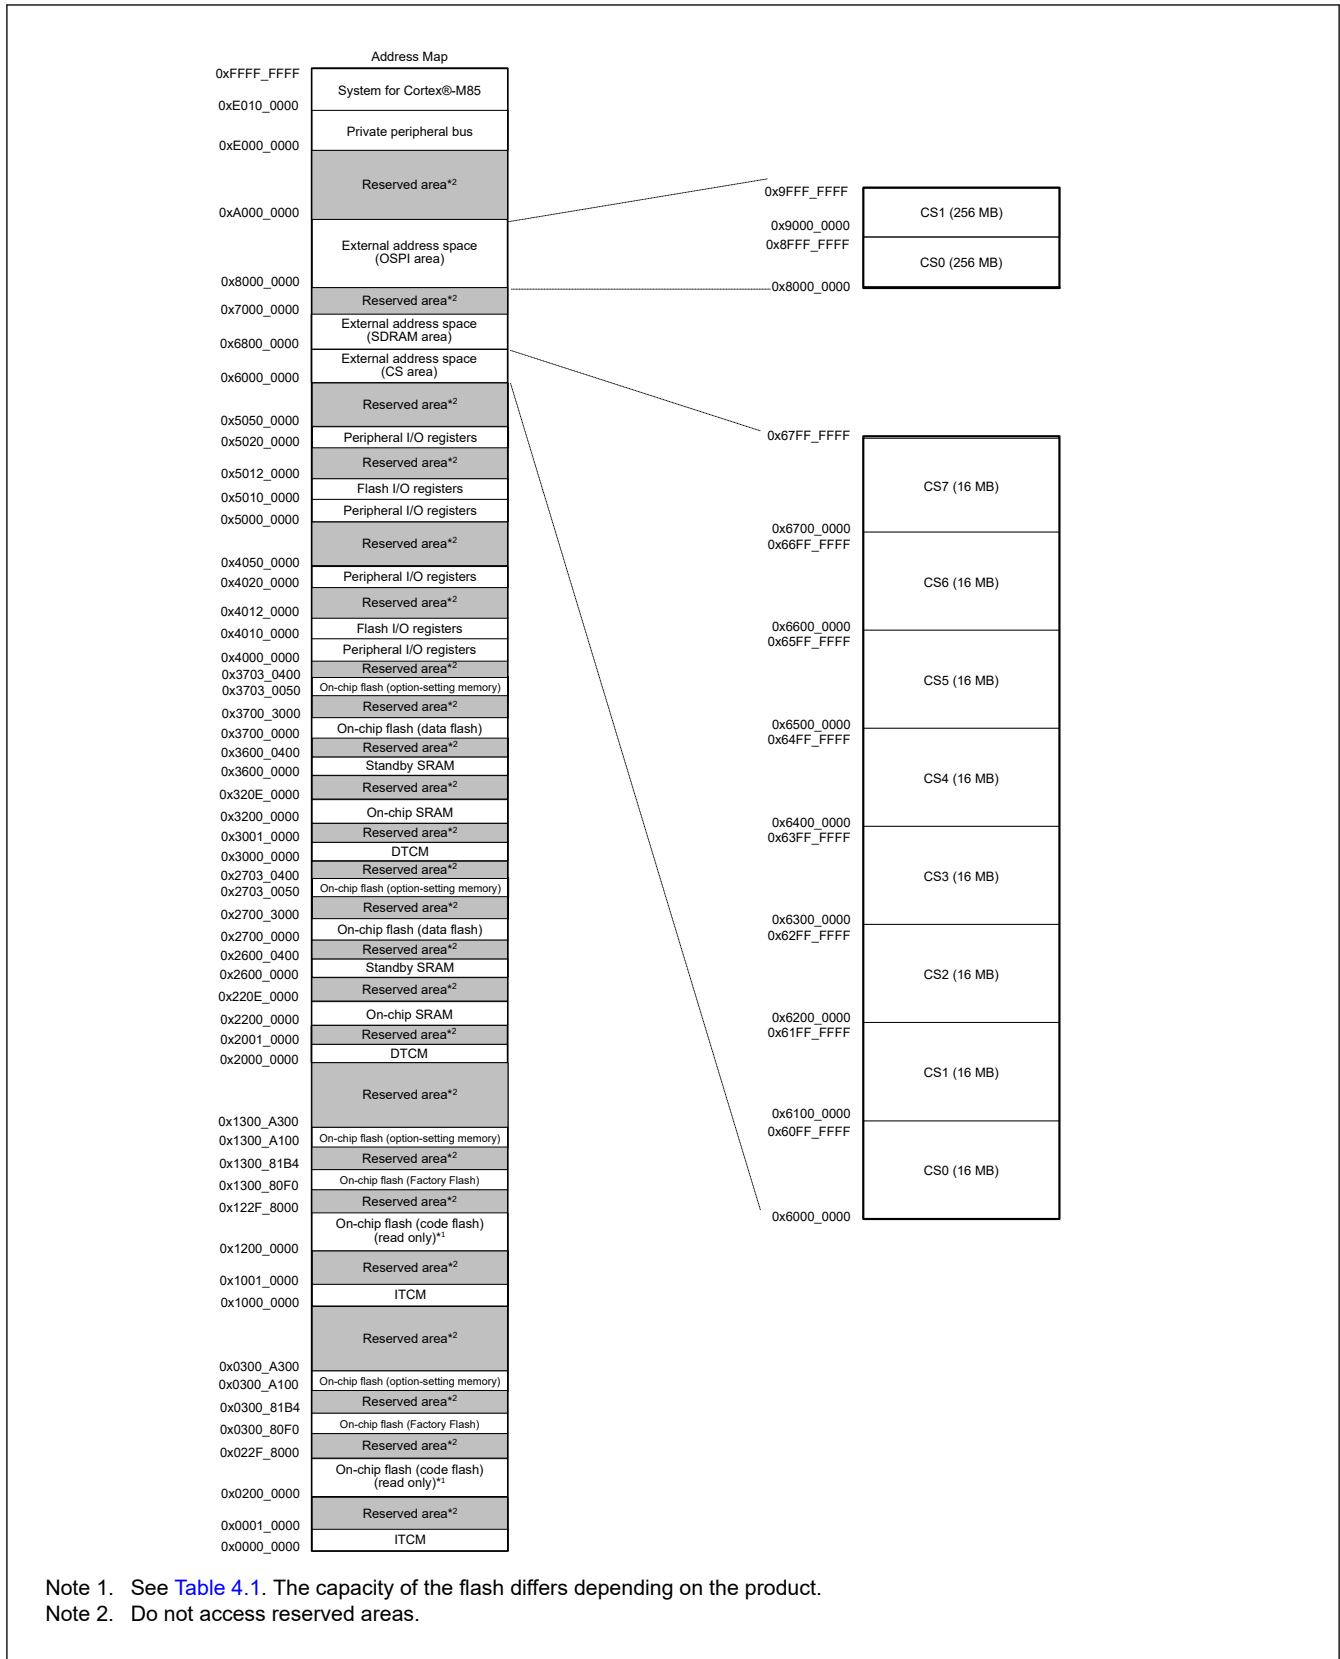 Address Map
0xFFFF_FFFF
System for Cortex®-M85
0xE010_0000
Private peripheral bus
0xE000_0000
Reserved area*2
0xA000_0000
External address space
(OSPI area)
0x8000_0000
Reserved area*2
0x7000_0000
External address space
(SDRAM area)
0x6800_0000
External address space
(CS area)
0x6000_0000
Reserved area*2
0x5050_0000
Peripheral I/O registers
0x5020_0000
Reserved area*2
0x5012_0000
Flash I/O registers
0x5010_0000
Peripheral I/O registers
0x5000_0000
Reserved area*2
0x4050_0000
Peripheral I/O registers
0x4020_0000
Reserved area*2
0x4012_0000
Flash I/O registers
0x4010_0000
Peripheral I/O registers
0x4000_0000
Reserved area*2
0x3703_0400
On-chip flash (option-setting memory)
0x3703_0050
Reserved area*2
0x3700_3000
On-chip flash (data flash)
0x3700_0000
Reserved area*2
0x3600_0400
Standby SRAM
0x3600_0000
Reserved area*2
0x320E_0000
On-chip SRAM
0x3200_0000
Reserved area*2
0x3001_0000
DTCM
0x3000_0000
Reserved area*2
0x2703_0400
On-chip flash (option-setting memory)
0x2703_0050
Reserved area*2
0x2700_3000
On-chip flash (data flash)
0x2700_0000
Reserved area*2
0x2600_0400
Standby SRAM
0x2600_0000
Reserved area*2
0x220E_0000
On-chip SRAM
0x2200_0000
Reserved area*2
0x2001_0000
DTCM
0x2000_0000
Reserved area*2
0x1300_A300
On-chip flash (option-setting memory)
0x1300_A100
Reserved area*2
0x1300_81B4
On-chip flash (Factory Flash)
0x1300_80F0
Reserved area*2
0x122F_8000
On-chip flash (code flash)
(read only)*1
0x1200_0000
Reserved area*2
0x1001_0000
ITCM
0x1000_0000
Reserved area*2
0x0300_A300
On-chip flash (option-setting memory)
0x0300_A100
Reserved area*2
0x0300_81B4
On-chip flash (Factory Flash)
0x0300_80F0
Reserved area*2
0x022F_8000
On-chip flash (code flash)
(read only)*1
0x0200_0000
Reserved area*2
0x0001_0000
ITCM
0x0000_0000
0x9FFF_FFFF
CS1 (256 MB)
0x9000_0000
0x8FFF_FFFF
CS0 (256 MB)
0x8000_0000
0x67FF_FFFF
CS7 (16 MB)
0x6700_0000
0x66FF_FFFF
CS6 (16 MB)
0x6600_0000
0x65FF_FFFF
CS5 (16 MB)
0x6500_0000
0x64FF_FFFF
CS4 (16 MB)
0x6400_0000
0x63FF_FFFF
CS3 (16 MB)
0x6300_0000
0x62FF_FFFF
CS2 (16 MB)
0x6200_0000
0x61FF_FFFF
CS1 (16 MB)
0x6100_0000
0x60FF_FFFF
CS0 (16 MB)
0x6000_0000
Note 1. See Table 4.1. The capacity of the flash differs depending on the product.
Note 2. Do not access reserved areas.